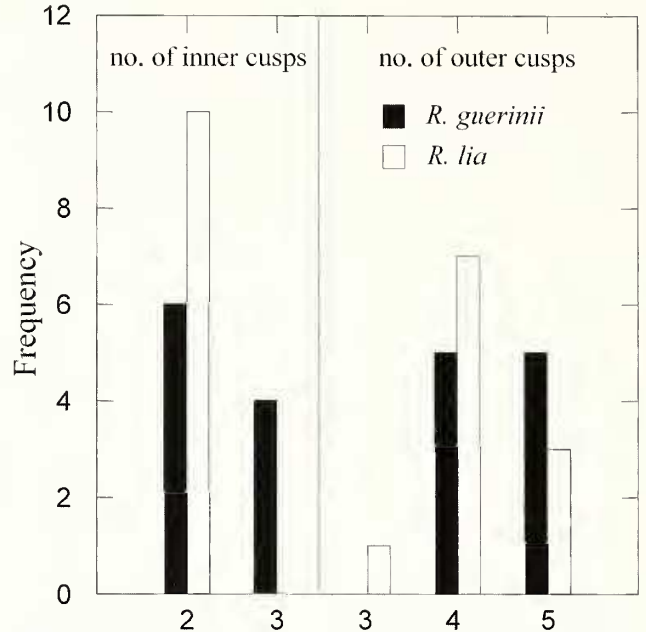 12
no. of inner cusps
no. of outer cusps
R. guerinii
R. lia
10
8
6
4
2
0
Frequency
2 3 3 4 5